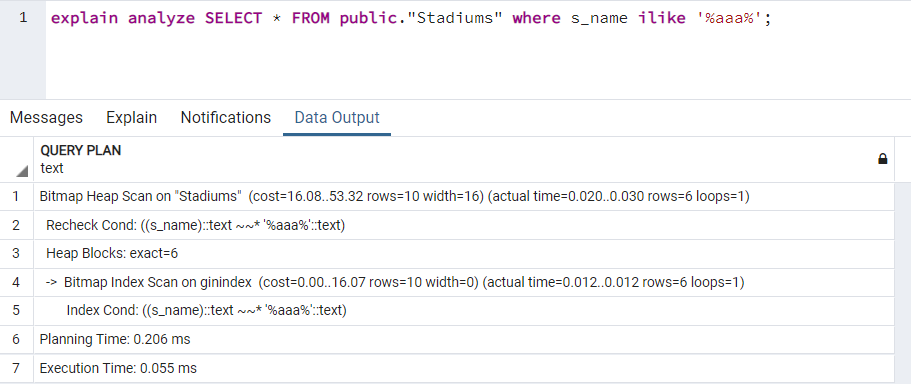 1 explain analyze SELECT * FROM public."Stadiums" where s_name ilike '%aaa%';
Messages Explain Notifications Data Output
QUERY PLAN
text
1 Bitmap Heap Scan on "Stadiums" (cost=16.08..53.32 rows=10 width=16) (actual time=0.020..0.030 rows=6 loops=1)
2 Recheck Cond: ((s_name)::text ~~* '%aaa%'::text)
3 Heap Blocks: exact=6
4 -> Bitmap Index Scan on ginindex (cost=0.00..16.07 rows=10 width=0) (actual time=0.012..0.012 rows=6 loops=1)
5 Index Cond: ((s_name)::text ~~* '%aaa%'::text)
6 Planning Time: 0.206 ms
7 Execution Time: 0.055 ms